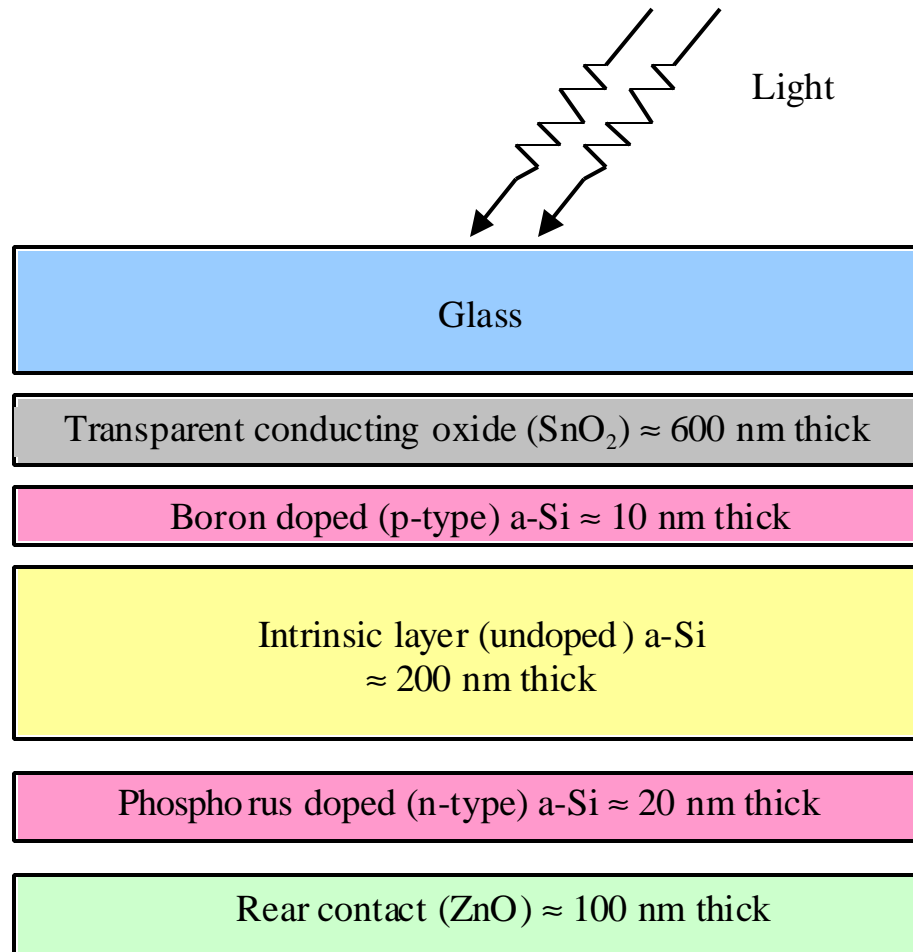 Light
Glass
Transparent conducting oxide (SnO₂) ≈ 600 nm thick
Boron doped (p-type) a-Si ≈ 10 nm thick
Intrinsic layer (undoped) a-Si
≈ 200 nm thick
Phosphorus doped (n-type) a-Si ≈ 20 nm thick
Rear contact (ZnO) ≈ 100 nm thick